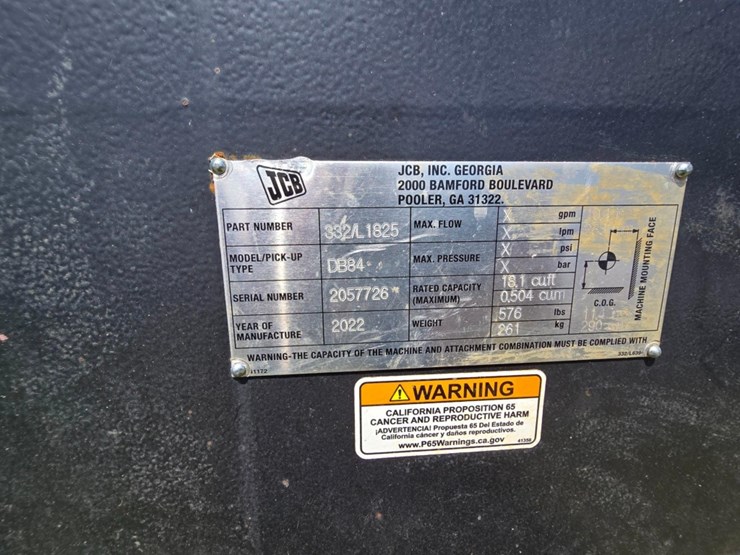 JCB
JCB, INC. GEORGIA
2000 BAMFORD BOULEVARD
POOLER, GA 31322.
PART NUMBER 332/L1825
MAX. FLOW X gpm
X lpm
MODEL/PICK-UP TYPE DB84
MAX. PRESSURE X psi
X bar
SERIAL NUMBER 2057726
RATED CAPACITY (MAXIMUM) 18.1 cuft
0.504 cum
YEAR OF MANUFACTURE 2022
WEIGHT 576 lbs
261 kg
C.O.G.
11
290
MACHINE MOUNTING FACE
WARNING-THE CAPACITY OF THE MACHINE AND ATTACHMENT COMBINATION MUST BE COMPLIED WITH
41172
WARNING
CALIFORNIA PROPOSITION 65
CANCER AND REPRODUCTIVE HARM
¡ADVERTENCIA! Propuesta 65 Del Estado de
California cáncer y daños reproductivos.
www.P65Warnings.ca.gov